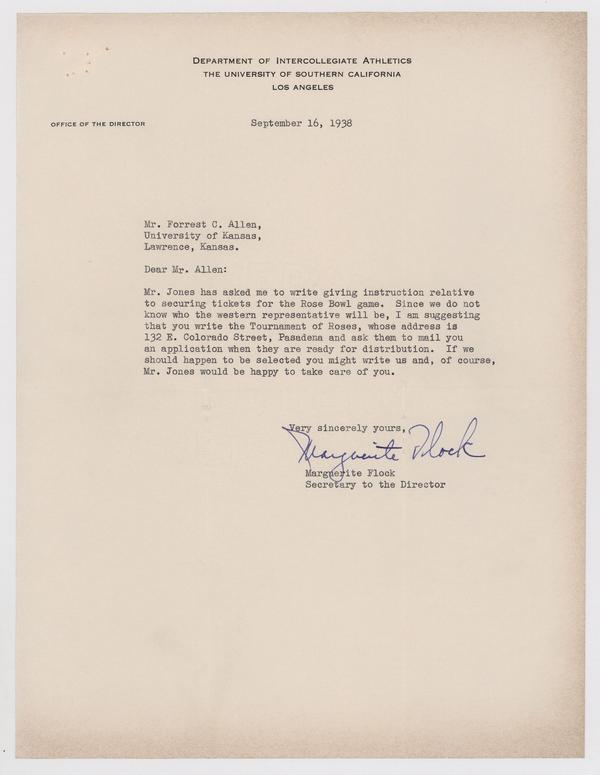 DEPARTMENT OF INTERCOLLEGIATE ATHLETICS
THE UNIVERSITY OF SOUTHERN CALIFORNIA
LOS ANGELES
OFFICE OF THE DIRECTOR
September 16, 1938
Mr. Forrest C. Allen,
University of Kansas,
Lawrence, Kansas.
Dear Mr. Allen:
Mr. Jones has asked me to write giving instruction relative
to securing tickets for the Rose Bowl game. Since we do not
know who the western representative will be, I am suggesting
that you write the Tournament of Roses, whose address is
132 E. Colorado Street, Pasadena and ask them to mail you
an application when they are ready for distribution. If we
should happen to be selected you might write us and, of course,
Mr. Jones would be happy to take care of you.
Very sincerely yours,
Marguerite Flock
Marguerite Flock
Secretary to the Director